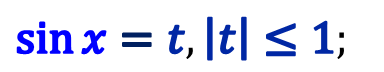 sin x = t, |t| ≤ 1;